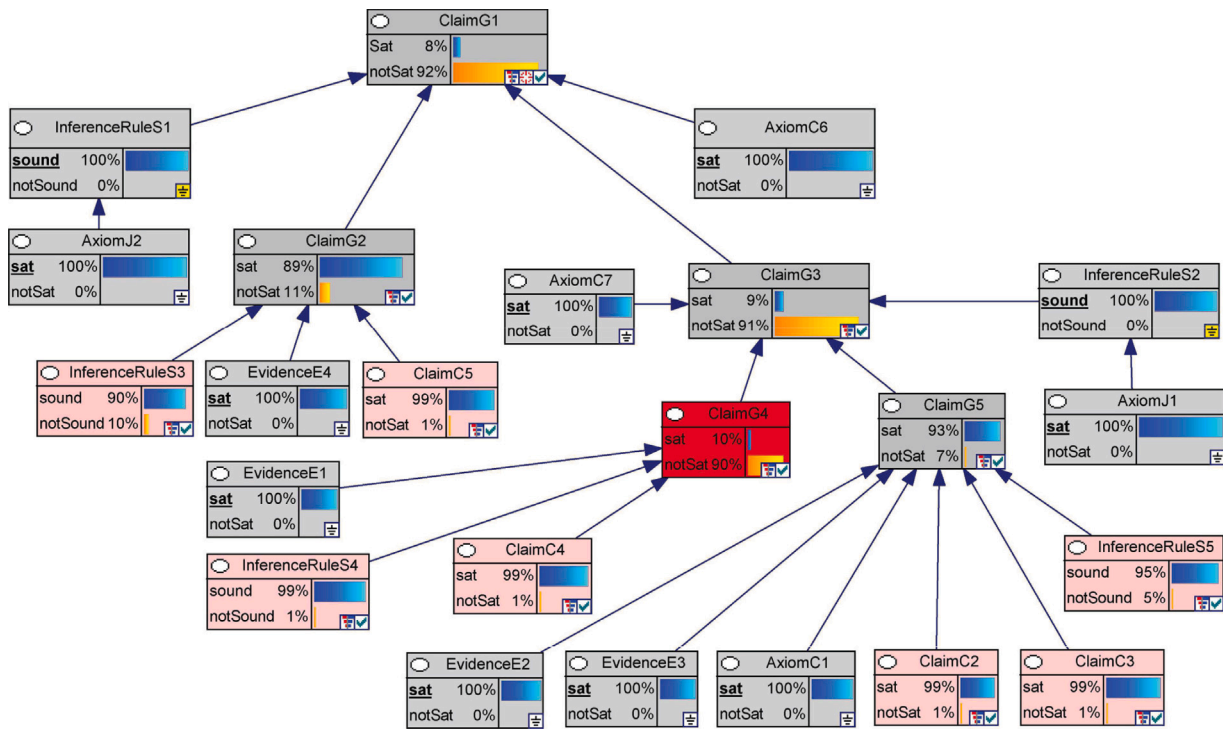 ClaimG1
Sat 8%
notSat 92%
InferenceRuleS1
sound 100%
notSound 0%
AxiomC6
sat 100%
notSat 0%
AxiomJ2
sat 100%
notSat 0%
ClaimG2
sat 89%
notSat 11%
AxiomC7
sat 100%
notSat 0%
ClaimG3
sat 9%
notSat 91%
InferenceRuleS2
sound 100%
notSound 0%
InferenceRuleS3
sound 90%
notSound 10%
EvidenceE4
sat 100%
notSat 0%
ClaimC5
sat 99%
notSat 1%
ClaimG4
sat 10%
notSat 90%
ClaimG5
sat 93%
notSat 7%
AxiomJ1
sat 100%
notSat 0%
EvidenceE1
sat 100%
notSat 0%
InferenceRuleS4
sound 99%
notSound 1%
ClaimC4
sat 99%
notSat 1%
InferenceRuleS5
sound 95%
notSound 5%
EvidenceE2
sat 100%
notSat 0%
EvidenceE3
sat 100%
notSat 0%
AxiomC1
sat 100%
notSat 0%
ClaimC2
sat 99%
notSat 1%
ClaimC3
sat 99%
notSat 1%